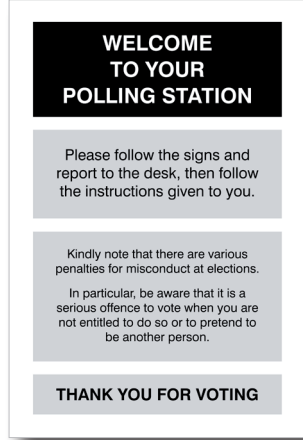 WELCOME
TO YOUR
POLLING STATION
Please follow the signs and
report to the desk, then follow
the instructions given to you.
Kindly note that there are various
penalties for misconduct at elections.
In particular, be aware that it is a
serious offence to vote when you are
not entitled to do so or to pretend to
be another person.
THANK YOU FOR VOTING